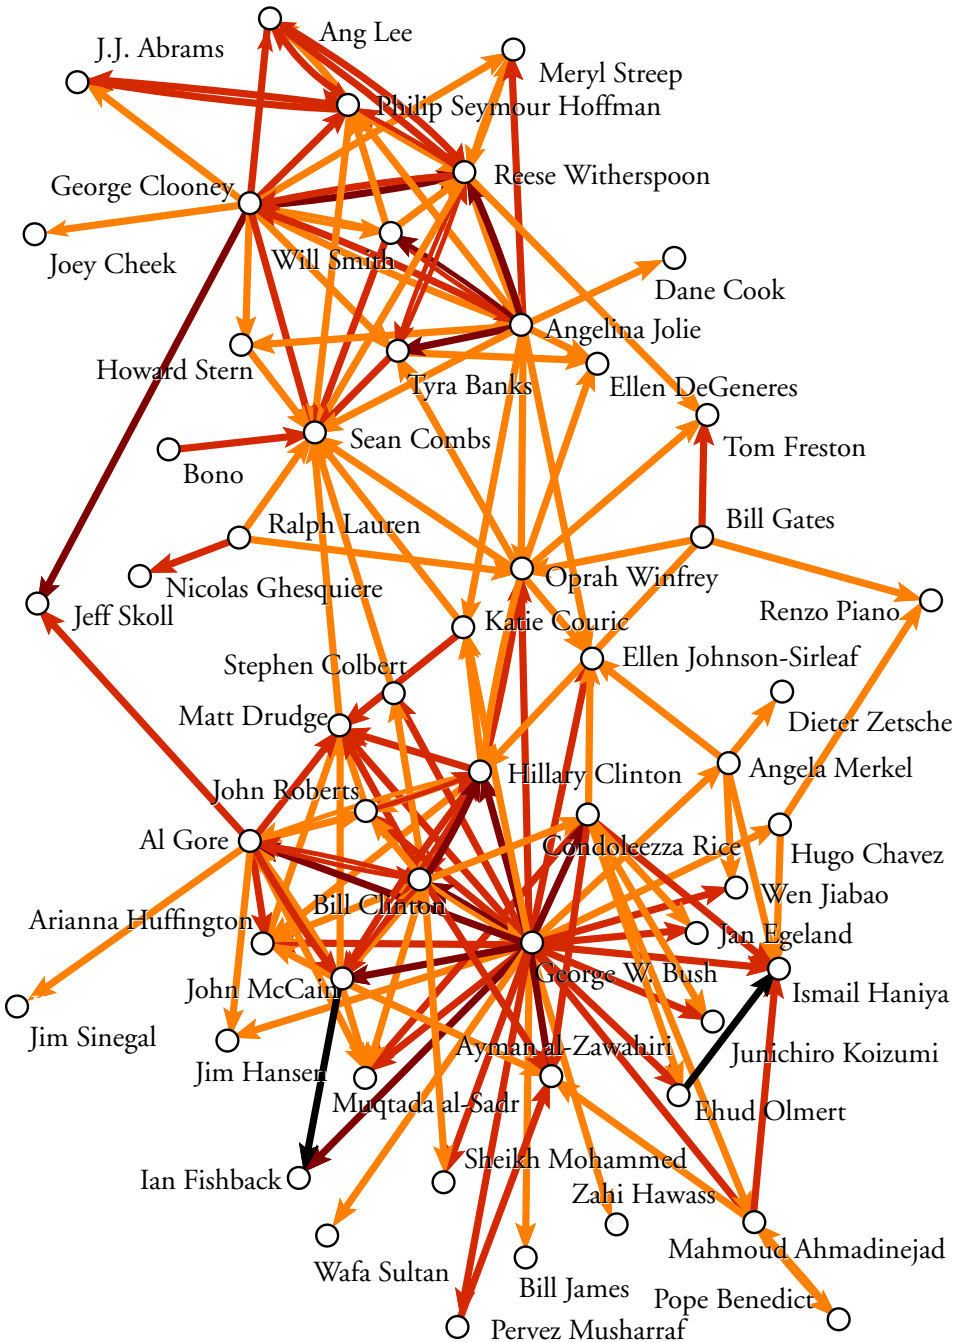 Ang Lee
J.J. Abrams
Meryl Streep
Philip Seymour Hoffman
Reese Witherspoon
George Clooney
Joey Cheek
Will Smith
Dane Cook
Angelina Jolie
Howard Stern
Tyra Banks
Ellen DeGeneres
Sean Combs
Tom Freston
Bono
Bill Gates
Ralph Lauren
Oprah Winfrey
Nicolas Ghesquiere
Renzo Piano
Jeff Skoll
Katie Couric
Ellen Johnson-Sirleaf
Stephen Colbert
Matt Drudge
Dieter Zetsche
Hillary Clinton
Angela Merkel
John Roberts
Al Gore
Condoleezza Rice
Hugo Chavez
Wen Jiabao
Bill Clinton
Arianna Huffington
Jan Egeland
George W. Bush
John McCain
Ismail Haniya
Jim Sinegal
Ayman al-Zawahiri
Junichiro Koizumi
Jim Hansen
Muqtada al-Sadr
Ehud Olmert
Sheikh Mohammed
Ian Fishback
Zahi Hawass
Mahmoud Ahmadinejad
Wafa Sultan
Bill James
Pope Benedict
Pervez Musharraf